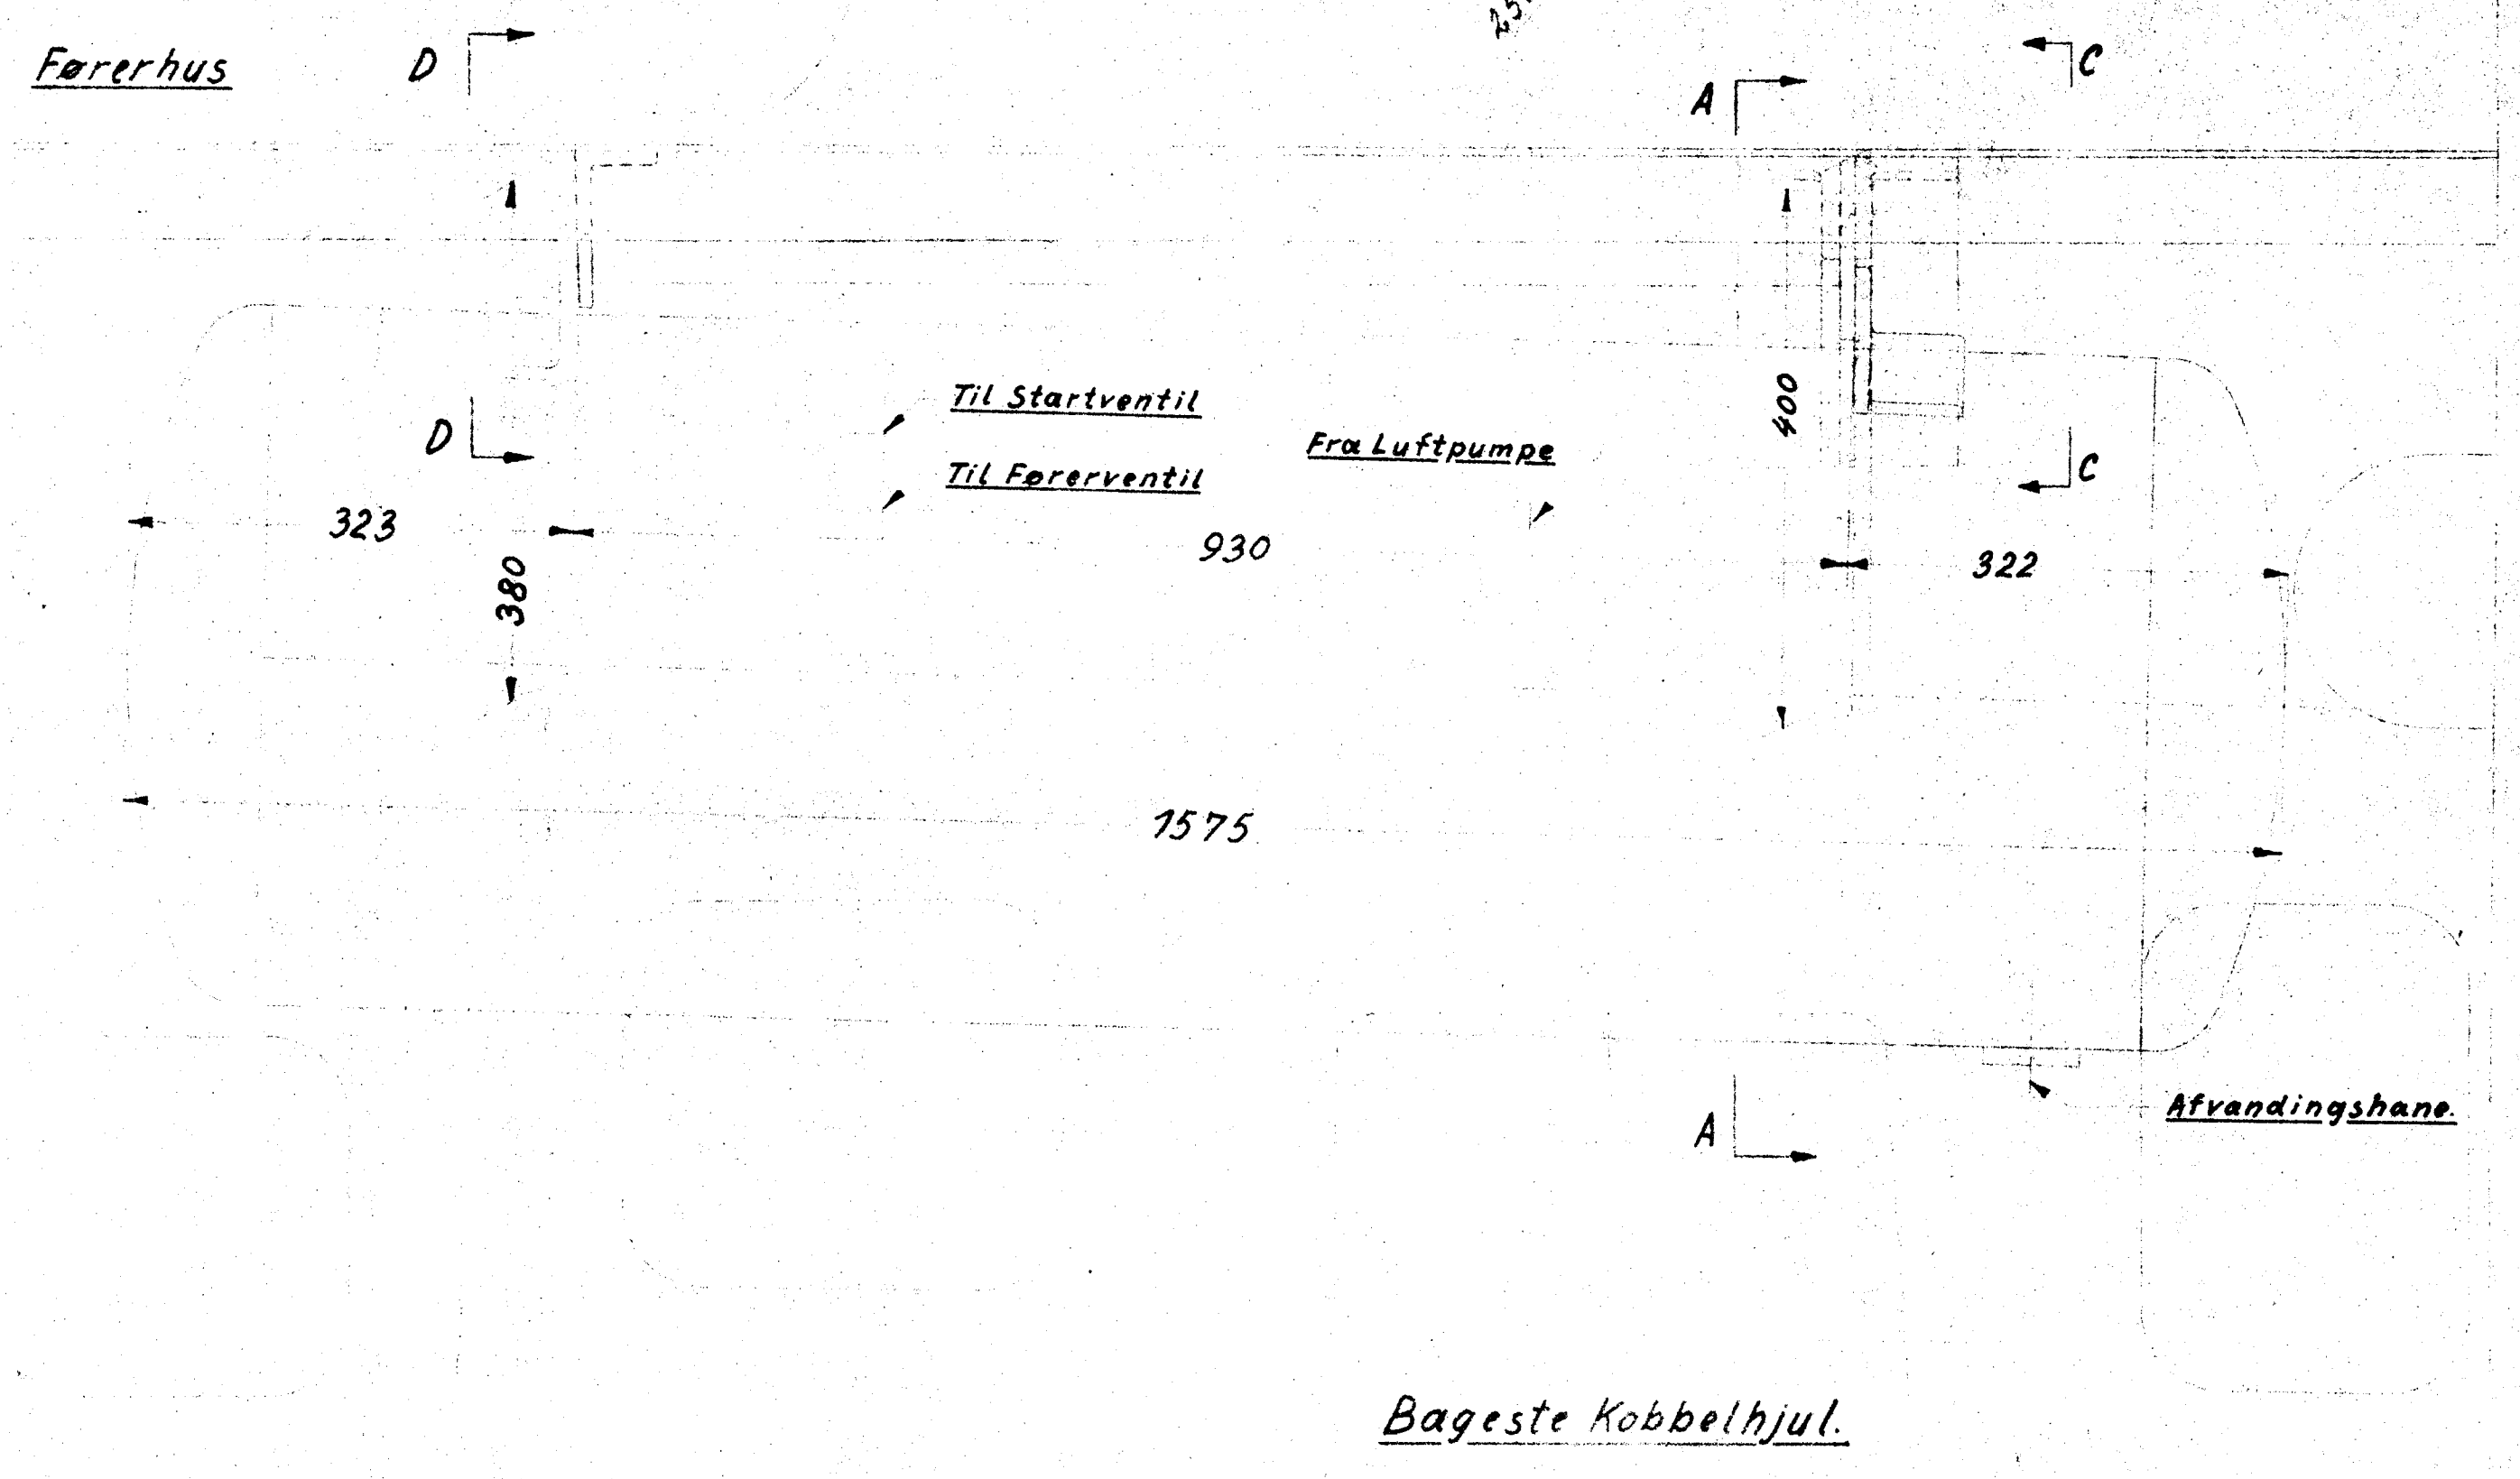 Førerhus
D
C
A
Til Startventil
400
D
Fra Luftpumpe
C
Til Førerventil
323
930
322
380
1575
Afvandingshane.
A
Bageste Kobbelhjul.